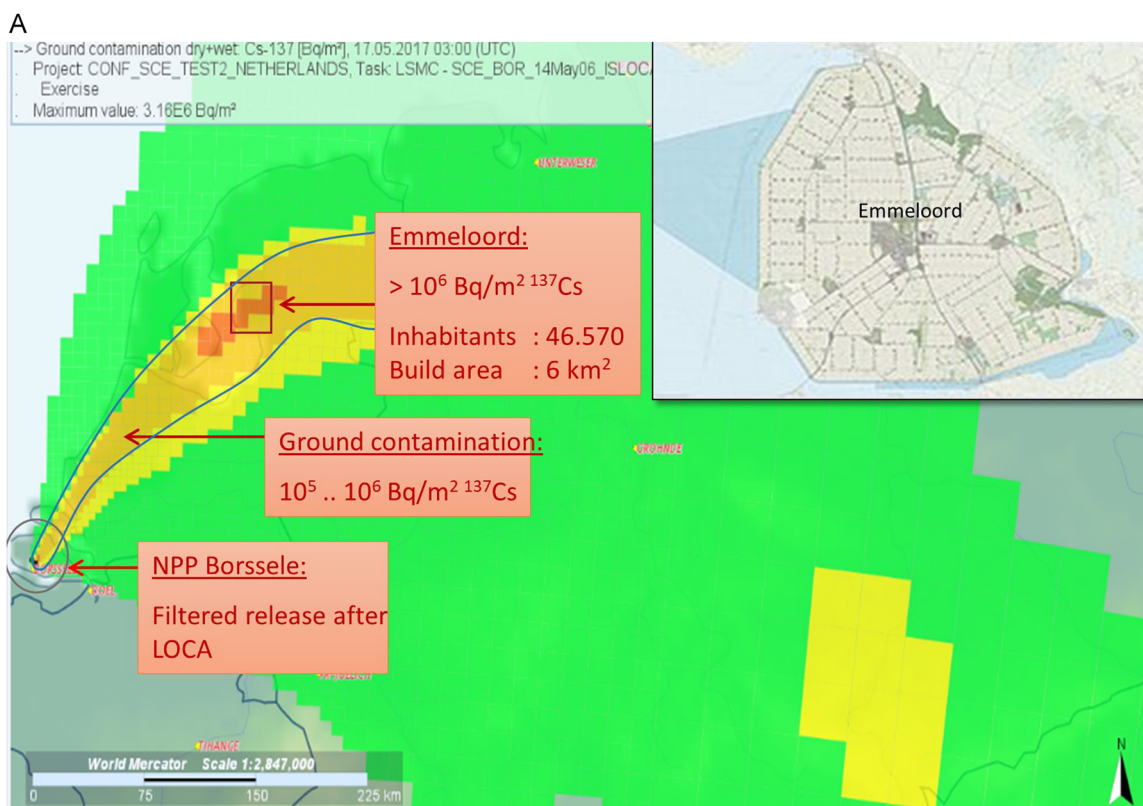 A
--> Ground contamination dry+wet: Cs-137 [Bq/m²], 17.05.2017 03:00 (UTC)
. Project: CONF_SCE_TEST2_NETHERLANDS, Task: LSMC - SCE_BOR_14May06_ISLOCA
. Exercise
. Maximum value: 3.16E6 Bq/m²
UNTERWESER
Emmeloord
Emmeloord:
> 10⁶ Bq/m² ¹³⁷Cs
Inhabitants : 46.570
Build area : 6 km²
Ground contamination:
10⁵ .. 10⁶ Bq/m² ¹³⁷Cs
GROHNDE
NPP Borssele:
Filtered release after
LOCA
TIHANGE
World Mercator Scale 1:2,847,000
0 75 150 225 km
N